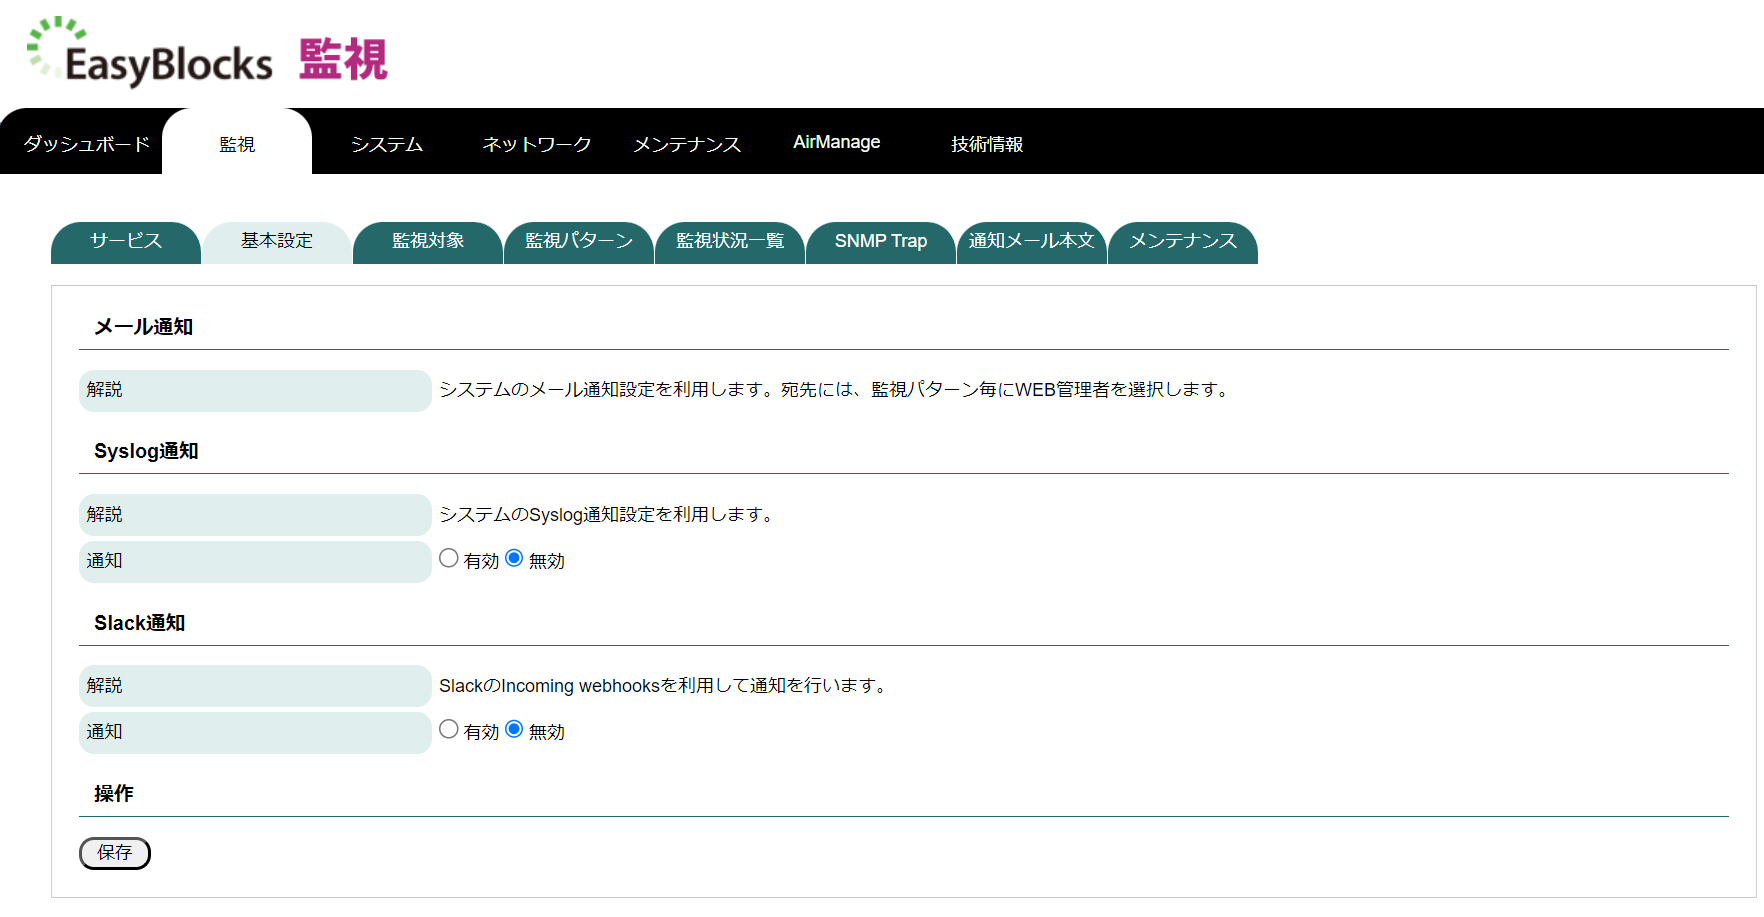 EasyBlocks 監視
ダッシュボード 監視 システム ネットワーク メンテナンス AirManage 技術情報
サービス 基本設定 監視対象 監視パターン 監視状況一覧 SNMP Trap 通知メール本文 メンテナンス
メール通知
解説 システムのメール通知設定を利用します。宛先には、監視パターン毎にWEB管理者を選択します。
Syslog通知
解説 システムのSyslog通知設定を利用します。
通知 有効 無効
Slack通知
解説 SlackのIncoming webhooksを利用して通知を行います。
通知 有効 無効
操作
保存